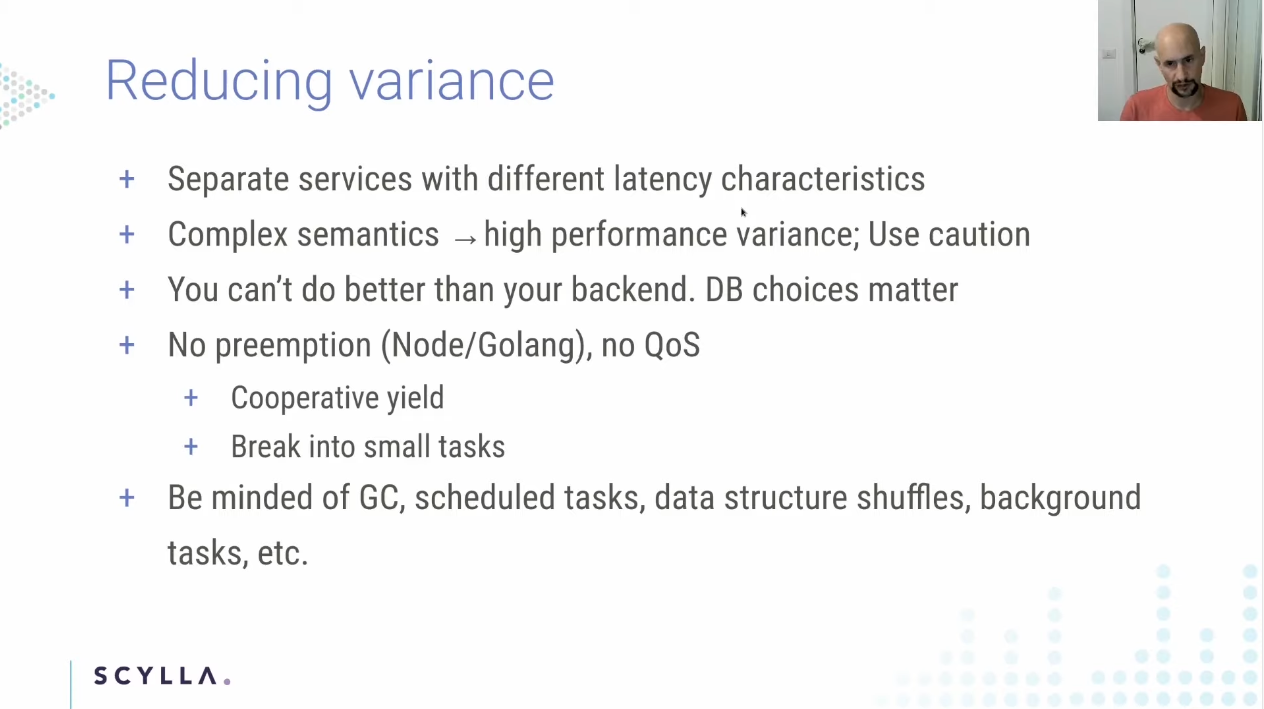 Reducing variance
+ Separate services with different latency characteristics
+ Complex semantics →high performance variance; Use caution
+ You can’t do better than your backend. DB choices matter
+ No preemption (Node/Golang), no QoS
+ Cooperative yield
+ Break into small tasks
+ Be minded of GC, scheduled tasks, data structure shuffles, background
tasks, etc.
SCYLLA.